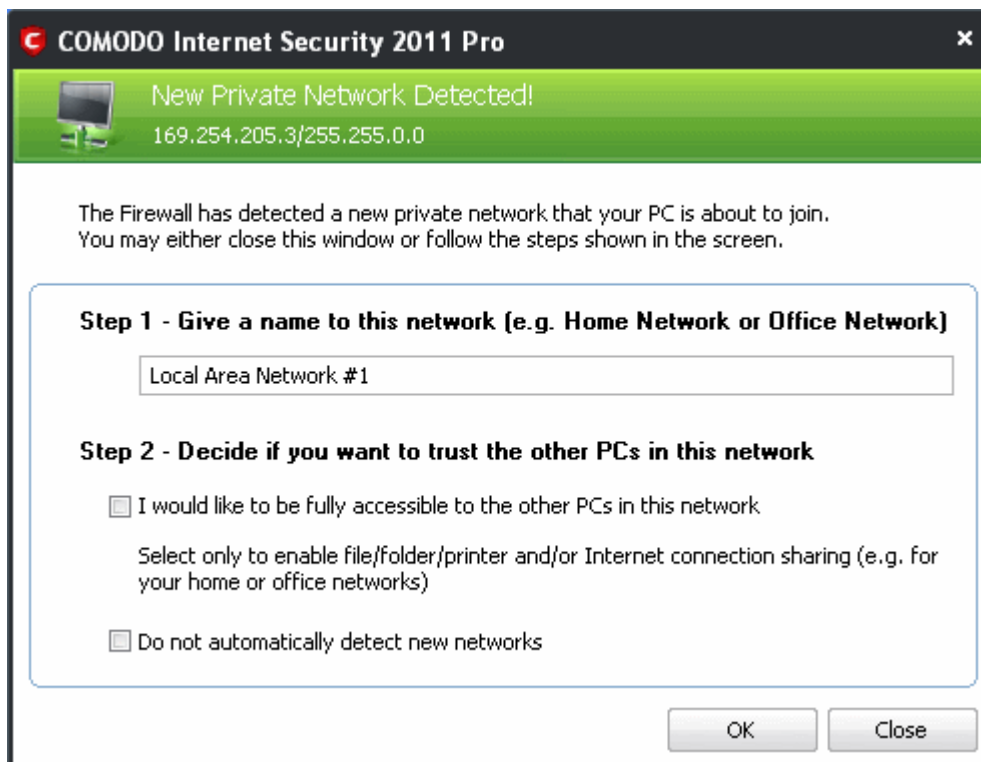 COMODO Internet Security 2011 Pro
New Private Network Detected!
169.254.205.3/255.255.0.0
The Firewall has detected a new private network that your PC is about to join.
You may either close this window or follow the steps shown in the screen.
Step 1 - Give a name to this network (e.g. Home Network or Office Network)
Local Area Network #1
Step 2 - Decide if you want to trust the other PCs in this network
I would like to be fully accessible to the other PCs in this network
Select only to enable file/folder/printer and/or Internet connection sharing (e.g. for
your home or office networks)
Do not automatically detect new networks
OK
Close